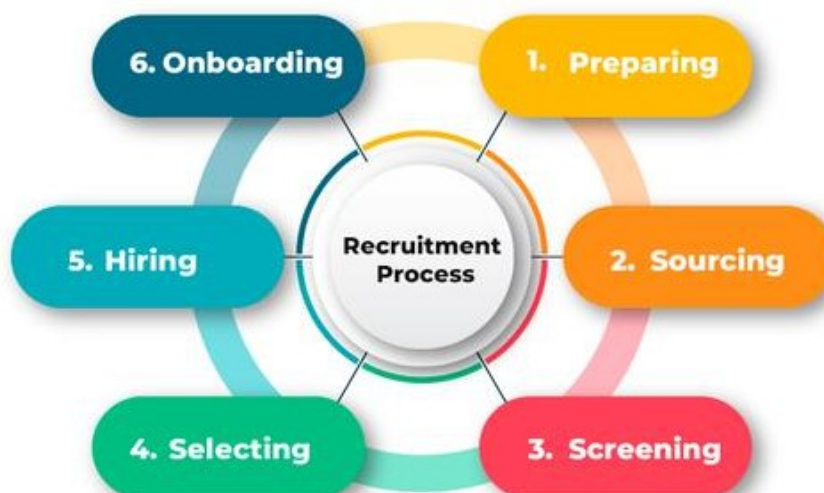 Recruitment
Process
1. Preparing
2. Sourcing
3. Screening
4. Selecting
5. Hiring
6. Onboarding